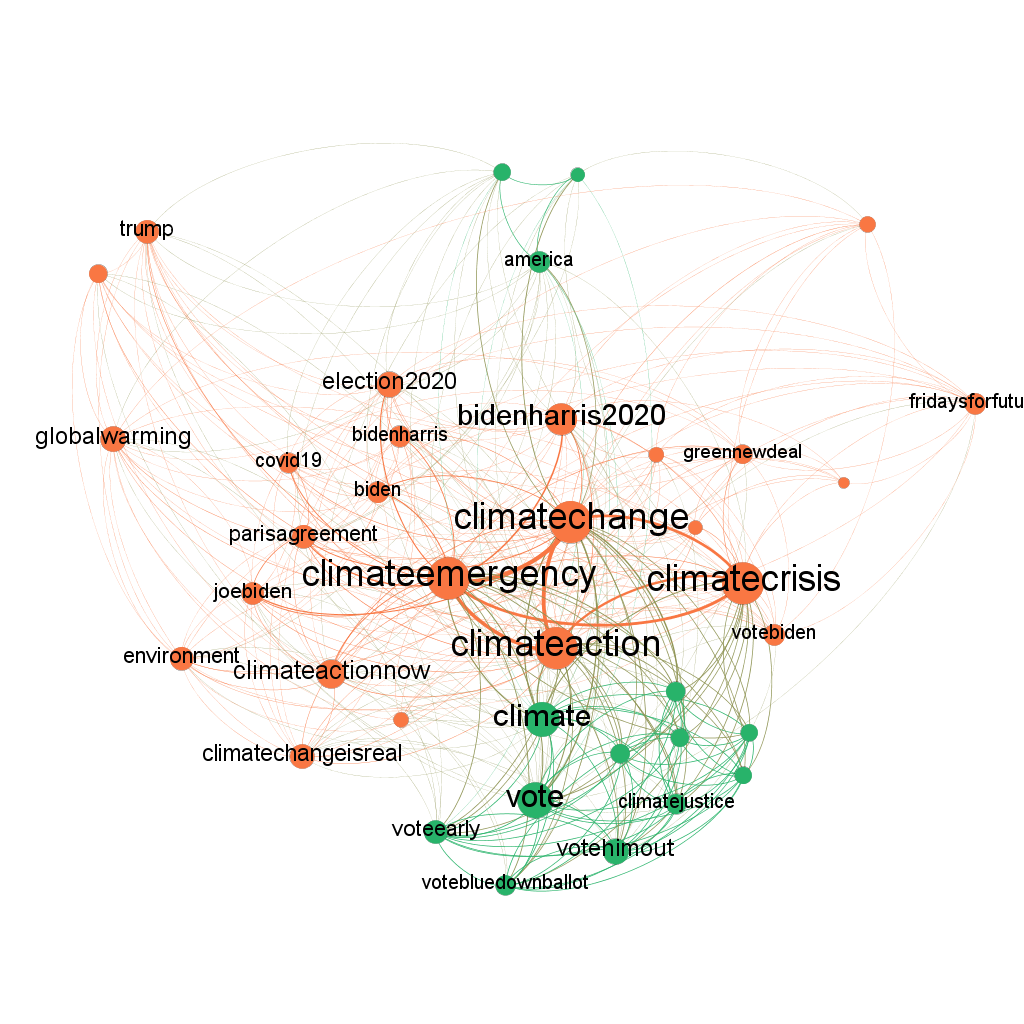 trump
america
election2020
fridaysforfutu
bidenharris2020
globalwarming
bidenharris
greennewdeal
covid19
biden
climatechange
parisagreement
climateemergency
climatecrisis
joebiden
votebiden
climateaction
environment
climateactionnow
climate
climatechangeisreal
vote
climatejustice
voteearly
votehimout
votebluedownballot